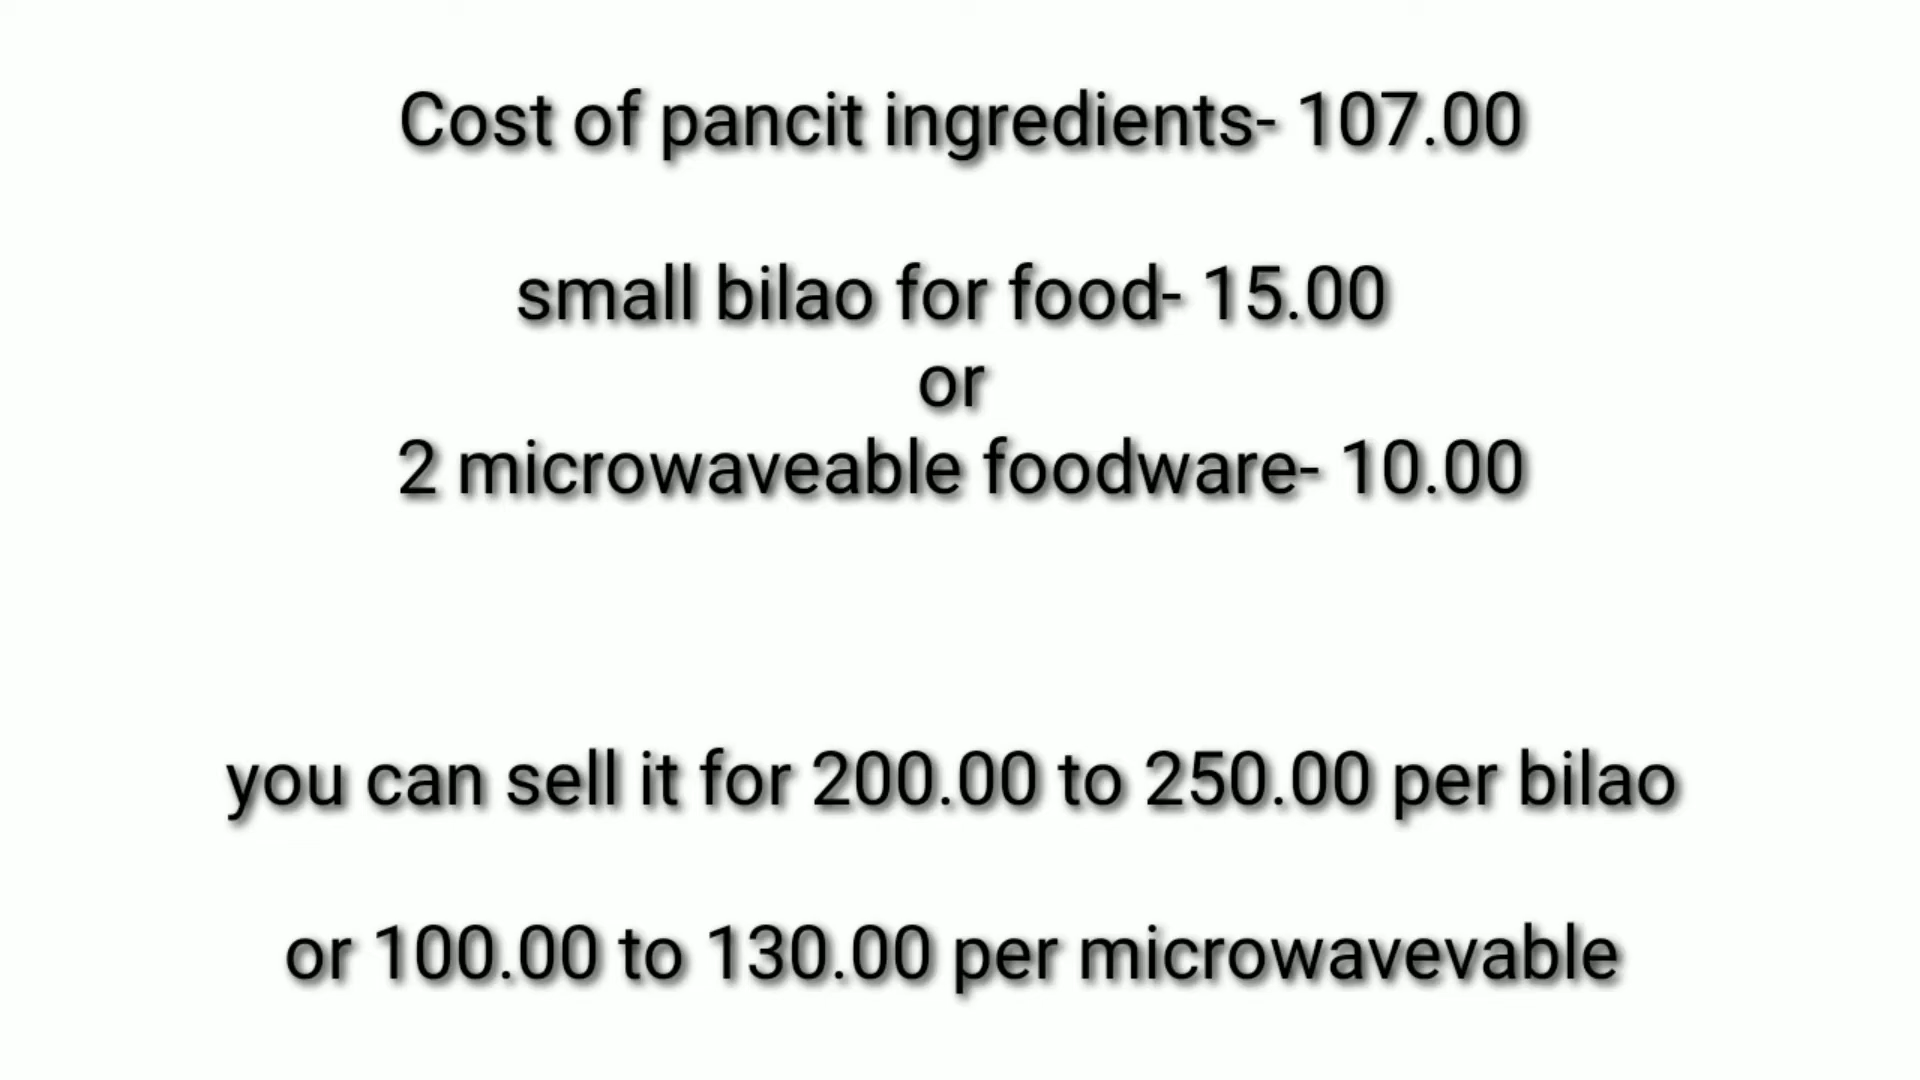 Cost of pancit ingredients- 107.00
small bilao for food- 15.00
or
2 microwaveable foodware- 10.00
you can sell it for 200.00 to 250.00 per bilao
or 100.00 to 130.00 per microwavevable